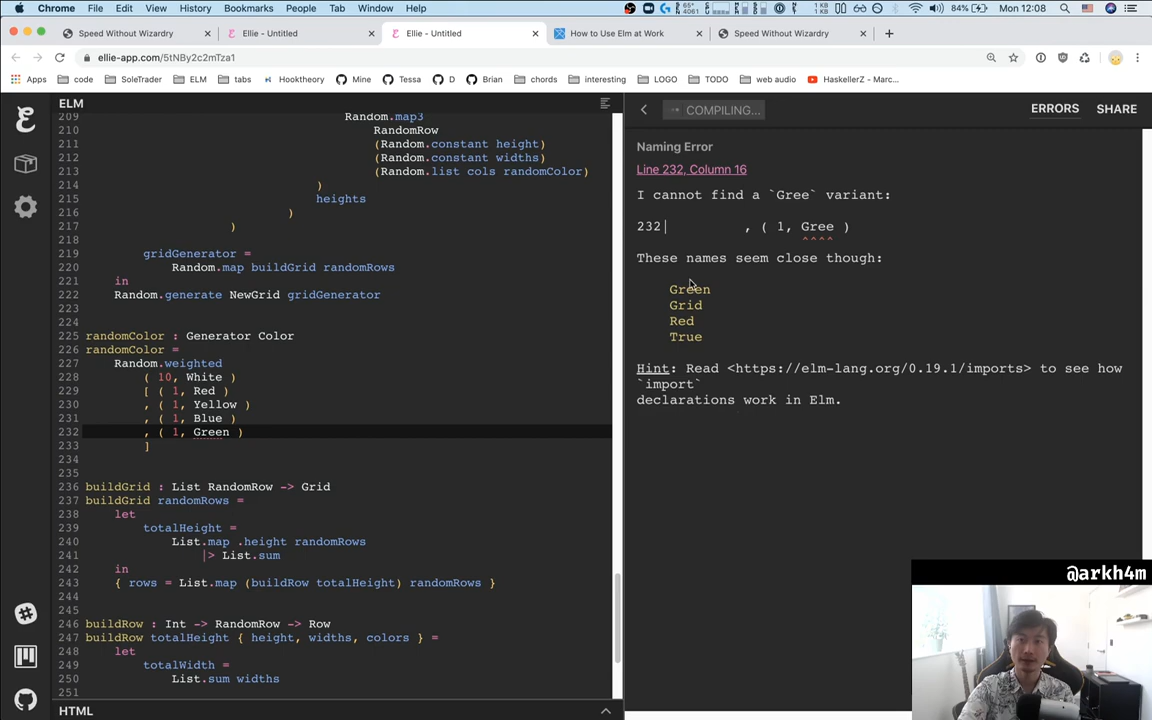 Chrome File Edit View History Bookmarks People Tab Window Help 84% Mon 12:08
Speed Without Wizardry
Ellie - Untitled
Ellie - Untitled
How to Use Elm at Work
Speed Without Wizardry
ellie-app.com/5tNBy2c2mTza1
Apps code SoleTrader ELM tabs Hooktheory Mine Tessa D Brian chords interesting LOGO TODO web audio HaskellerZ - Marc...
ELM
209 Random.map3
210 RandomRow
211 (Random.constant height)
212 (Random.constant widths)
213 (Random.list cols randomColor)
214 )
215 heights
216 )
217 )
218
219 gridGenerator =
220 Random.map buildGrid randomRows
221 in
222 Random.generate NewGrid gridGenerator
223
224
225 randomColor : Generator Color
226 randomColor =
227 Random.weighted
228 ( 10, White )
229 [ ( 1, Red )
230 , ( 1, Yellow )
231 , ( 1, Blue )
232 , ( 1, Green )
233 ]
234
235
236 buildGrid : List RandomRow -> Grid
237 buildGrid randomRows =
238 let
239 totalHeight =
240 List.map .height randomRows
241 |> List.sum
242 in
243 { rows = List.map (buildRow totalHeight) randomRows }
244
245
246 buildRow : Int -> RandomRow -> Row
247 buildRow totalHeight { height, widths, colors } =
248 let
249 totalWidth =
250 List.sum widths
251
HTML
COMPILING...
ERRORS
SHARE
Naming Error
Line 232, Column 16
I cannot find a `Gree` variant:
232| , ( 1, Gree )
^^^^
These names seem close though:
Green
Grid
Red
True
Hint: Read <https://elm-lang.org/0.19.1/imports> to see how
`import`
declarations work in Elm.
@arkh4m